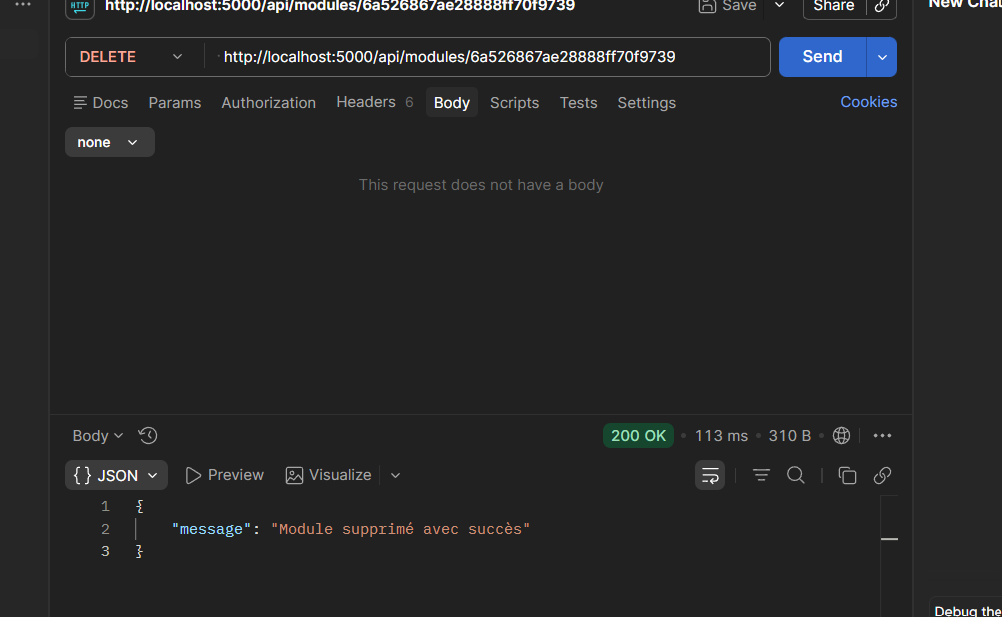 HTTP http://localhost:5000/api/modules/6a526867ae28888ff70f9739 Save Share
DELETE http://localhost:5000/api/modules/6a526867ae28888ff70f9739 Send
Docs Params Authorization Headers 6 Body Scripts Tests Settings Cookies
none
This request does not have a body
Body 200 OK • 113 ms • 310 B
{ } JSON Preview Visualize
1 {
2 "message": "Module supprimé avec succès"
3 }
New
Debug the